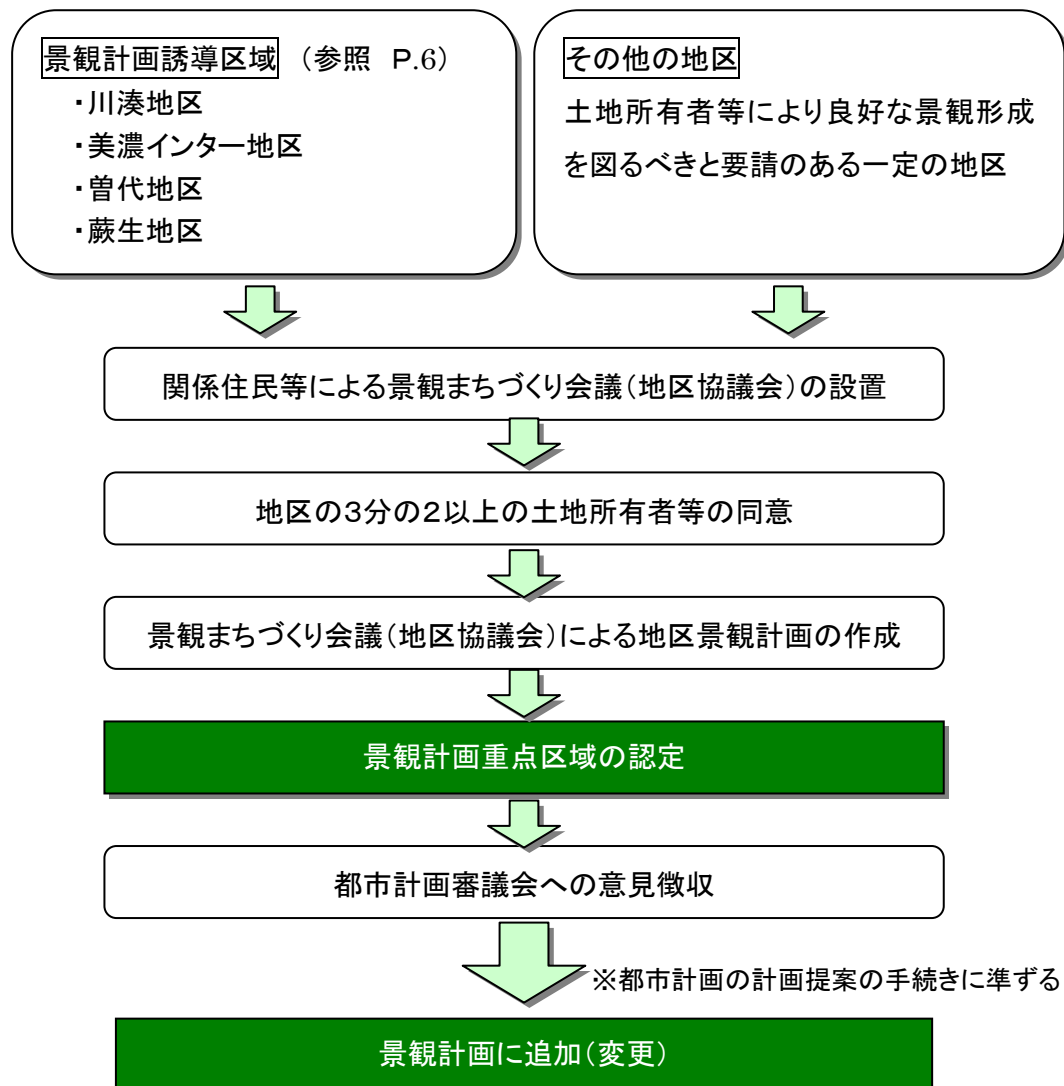 景観計画誘導区域 (参照 P.6)
・川湊地区
・美濃インター地区
・曽代地区
・蕨生地区
その他の地区
土地所有者等により良好な景観形成
を図るべきと要請のある一定の地区
関係住民等による景観まちづくり会議(地区協議会)の設置
地区の3分の2以上の土地所有者等の同意
景観まちづくり会議(地区協議会)による地区景観計画の作成
景観計画重点区域の認定
都市計画審議会への意見徴収
※都市計画の計画提案の手続きに準ずる
景観計画に追加(変更)